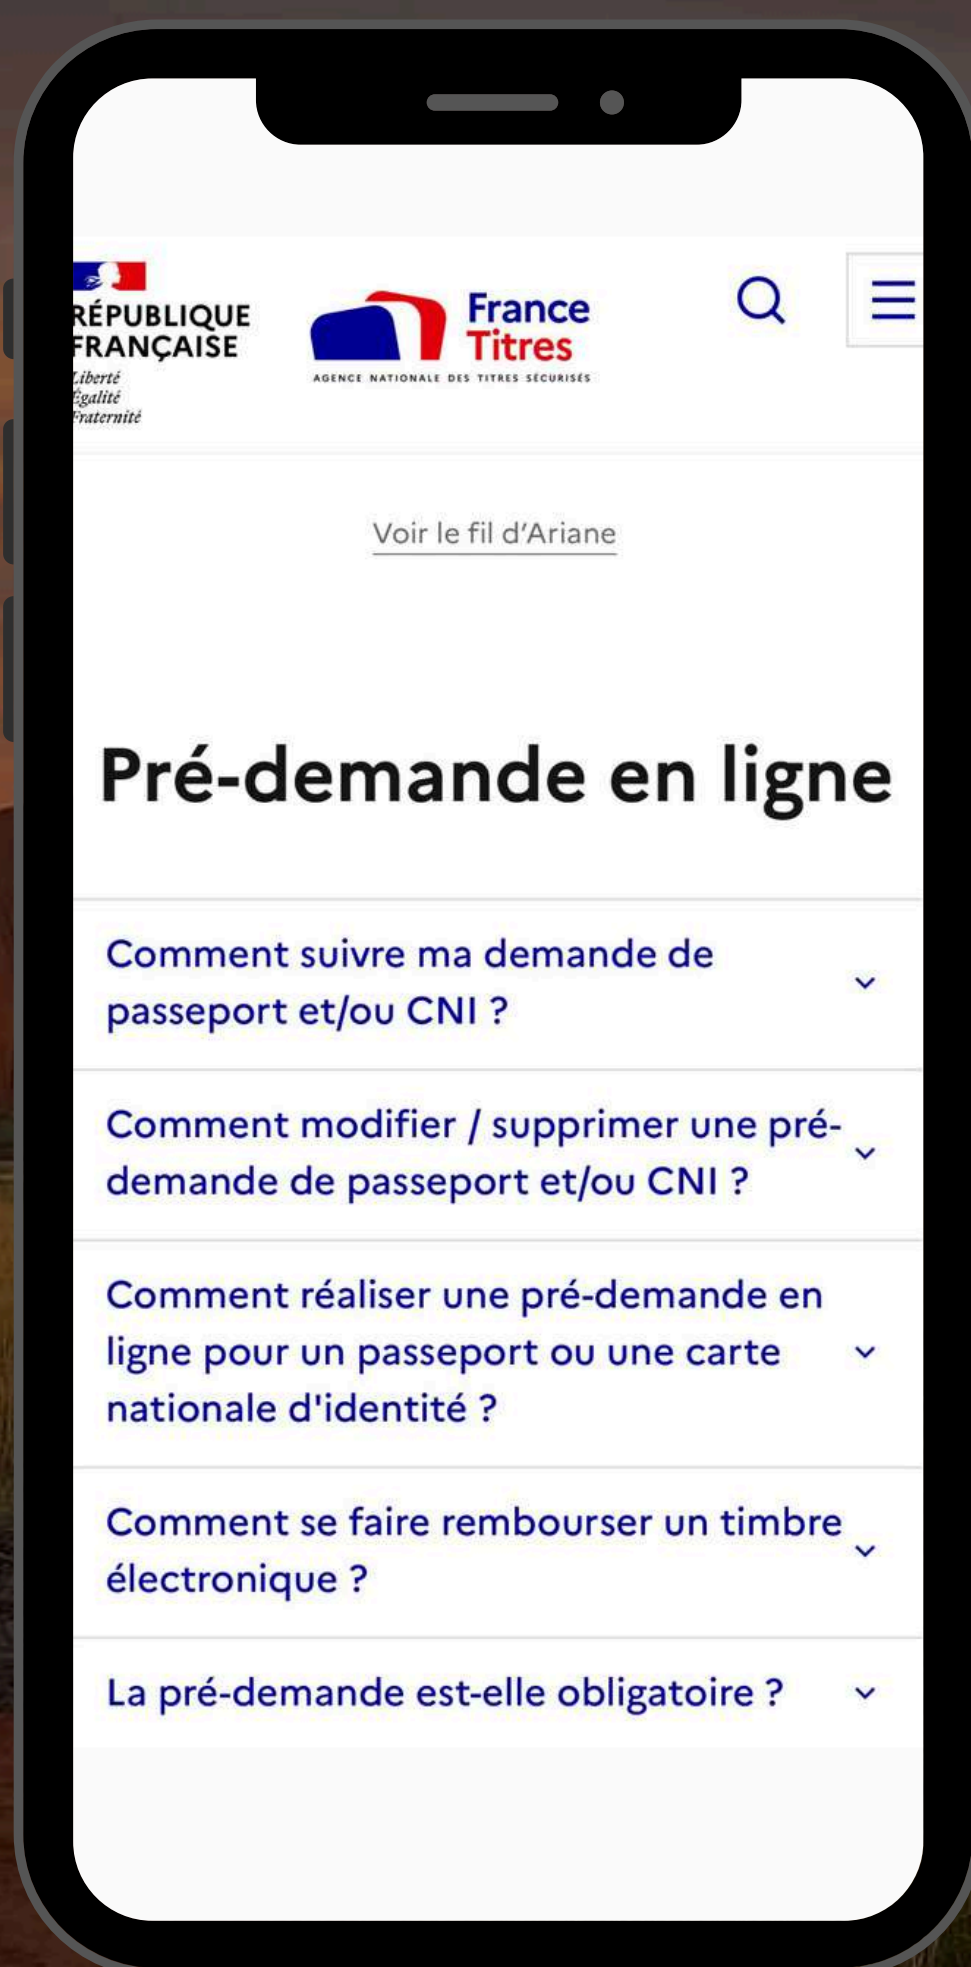 RÉPUBLIQUE
FRANÇAISE
Liberté
Égalité
Fraternité
France
Titres
AGENCE NATIONALE DES TITRES SÉCURISÉS
Voir le fil d’Ariane
Pré-demande en ligne
Comment suivre ma demande de
passeport et/ou CNI ?
Comment modifier / supprimer une pré-
demande de passeport et/ou CNI ?
Comment réaliser une pré-demande en
ligne pour un passeport ou une carte
nationale d'identité ?
Comment se faire rembourser un timbre
électronique ?
La pré-demande est-elle obligatoire ?